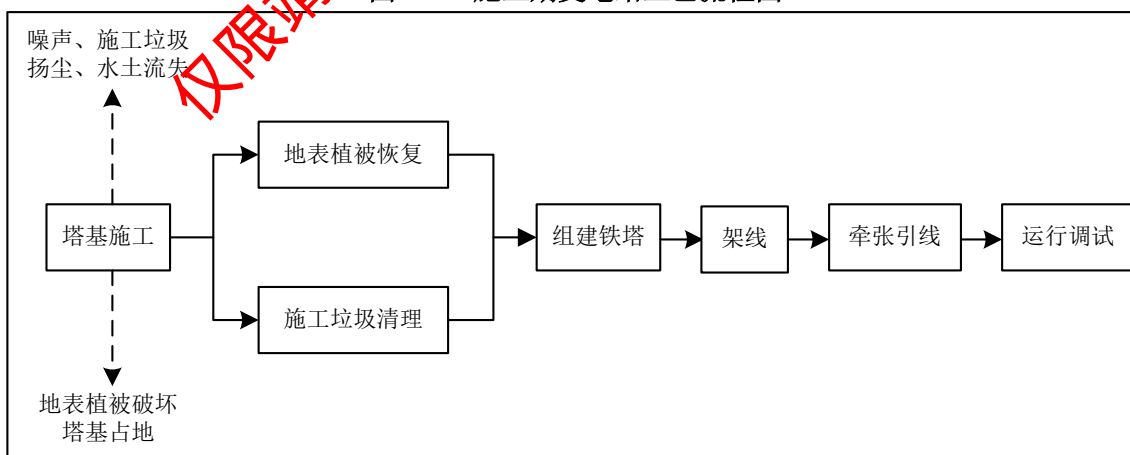 噪声、施工垃圾
扬尘、水土流失
仅限
地表植被恢复
塔基施工
组建铁塔
架线
牵张引线
运行调试
施工垃圾清理
地表植被破坏
塔基占地